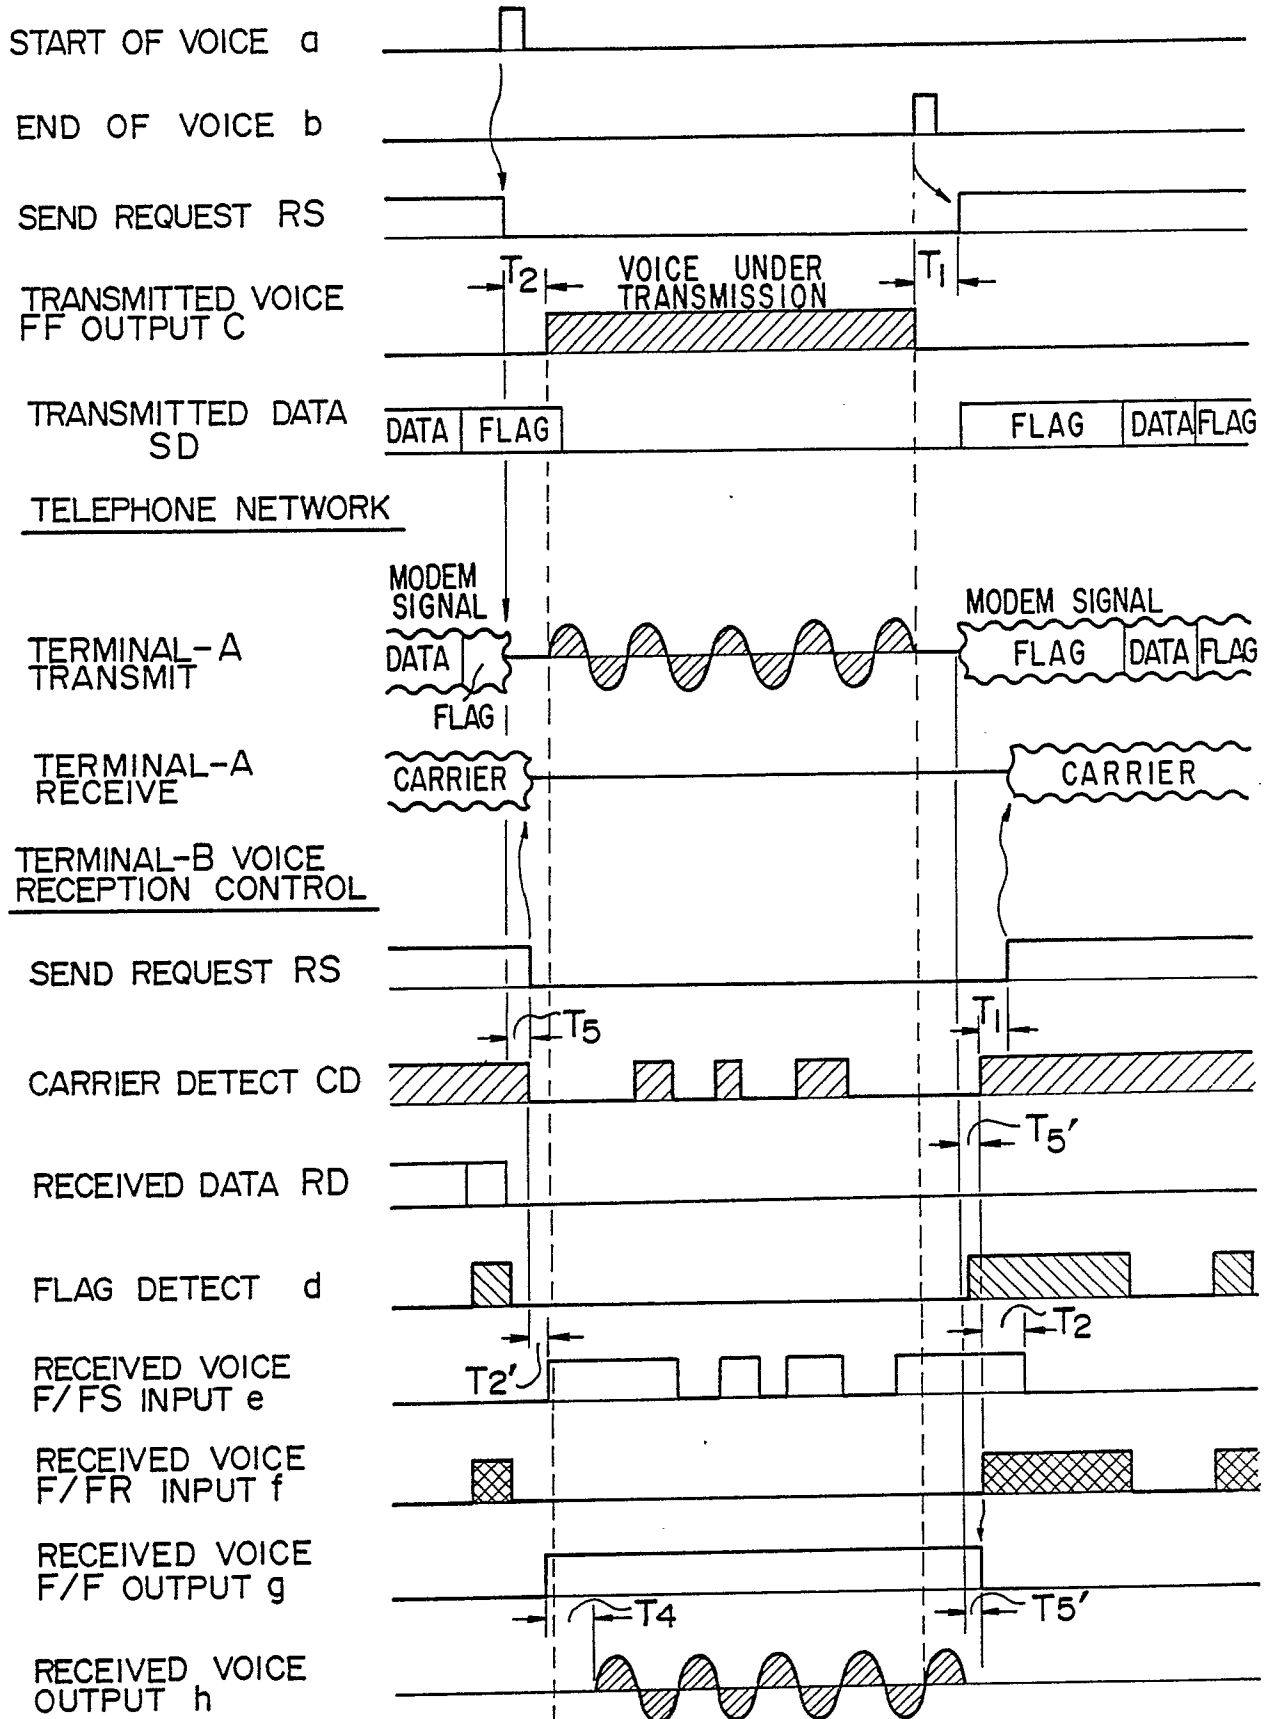 START OF VOICE a
END OF VOICE b
SEND REQUEST RS
T2
VOICE UNDER
TRANSMISSION
T1
TRANSMITTED VOICE
FF OUTPUT C
TRANSMITTED DATA
SD
DATA FLAG
FLAG DATA FLAG
TELEPHONE NETWORK
MODEM
SIGNAL
MODEM SIGNAL
TERMINAL-A
TRANSMIT
DATA
FLAG
FLAG DATA FLAG
TERMINAL-A
RECEIVE
CARRIER
CARRIER
TERMINAL-B VOICE
RECEPTION CONTROL
SEND REQUEST RS
T5
T1
CARRIER DETECT CD
T5'
RECEIVED DATA RD
FLAG DETECT d
T2
T2'
RECEIVED VOICE
F/FS INPUT e
RECEIVED VOICE
F/FR INPUT f
RECEIVED VOICE
F/F OUTPUT g
T4
T5'
RECEIVED VOICE
OUTPUT h